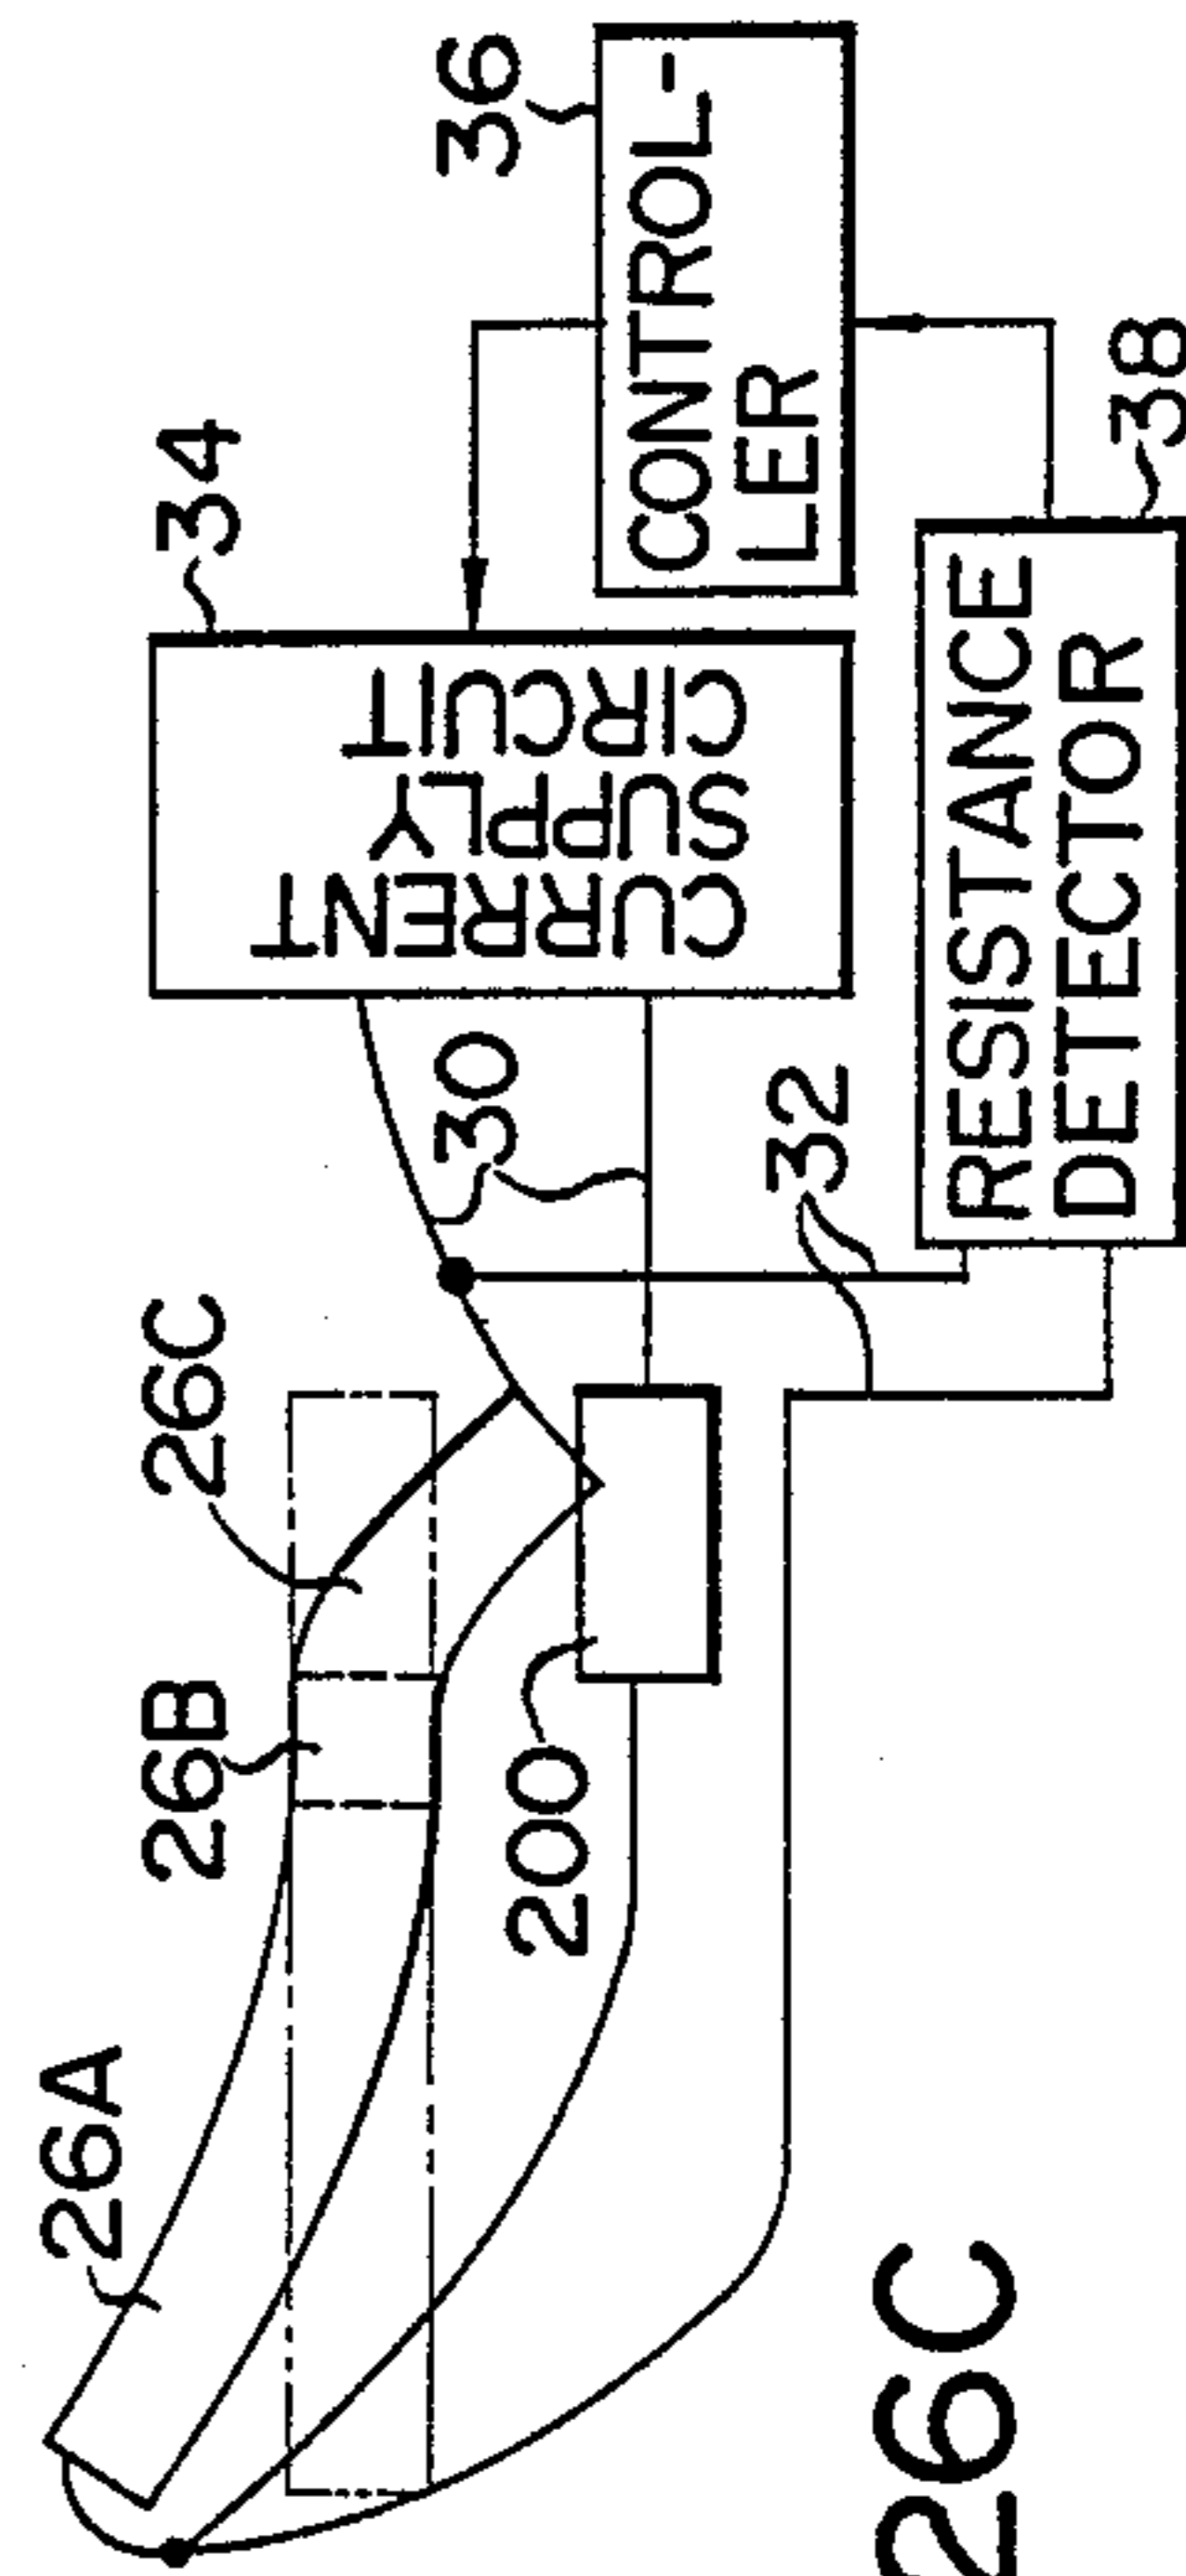 26A
26B
26C
200
30
32
34
36
38
CURRENT
SUPPLY
CIRCUIT
CONTROL-
LER
RESISTANCE
DETECTOR
26C